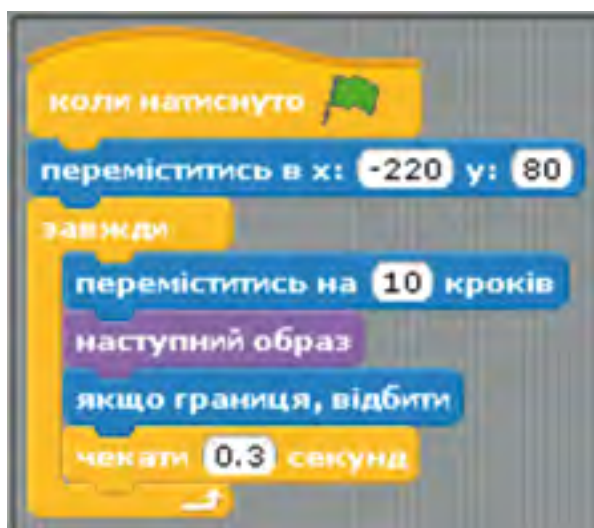 коли натиснуто
переміститись в x: -220 y: 80
завжди
переміститись на 10 кроків
наступний образ
якщо границя, відбити
чекати 0.3 секунд